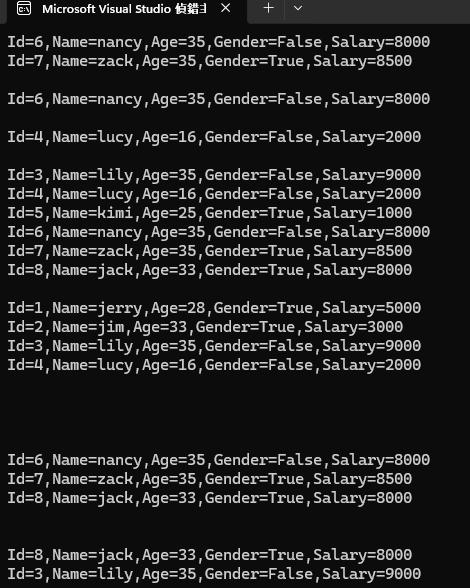 Microsoft Visual Studio 偵錯主
Id=6,Name=nancy,Age=35,Gender=False,Salary=8000
Id=7,Name=zack,Age=35,Gender=True,Salary=8500
Id=6,Name=nancy,Age=35,Gender=False,Salary=8000
Id=4,Name=lucy,Age=16,Gender=False,Salary=2000
Id=3,Name=lily,Age=35,Gender=False,Salary=9000
Id=4,Name=lucy,Age=16,Gender=False,Salary=2000
Id=5,Name=kimi,Age=25,Gender=True,Salary=1000
Id=6,Name=nancy,Age=35,Gender=False,Salary=8000
Id=7,Name=zack,Age=35,Gender=True,Salary=8500
Id=8,Name=jack,Age=33,Gender=True,Salary=8000
Id=1,Name=jerry,Age=28,Gender=True,Salary=5000
Id=2,Name=jim,Age=33,Gender=True,Salary=3000
Id=3,Name=lily,Age=35,Gender=False,Salary=9000
Id=4,Name=lucy,Age=16,Gender=False,Salary=2000
Id=6,Name=nancy,Age=35,Gender=False,Salary=8000
Id=7,Name=zack,Age=35,Gender=True,Salary=8500
Id=8,Name=jack,Age=33,Gender=True,Salary=8000
Id=8,Name=jack,Age=33,Gender=True,Salary=8000
Id=3,Name=lily,Age=35,Gender=False,Salary=9000